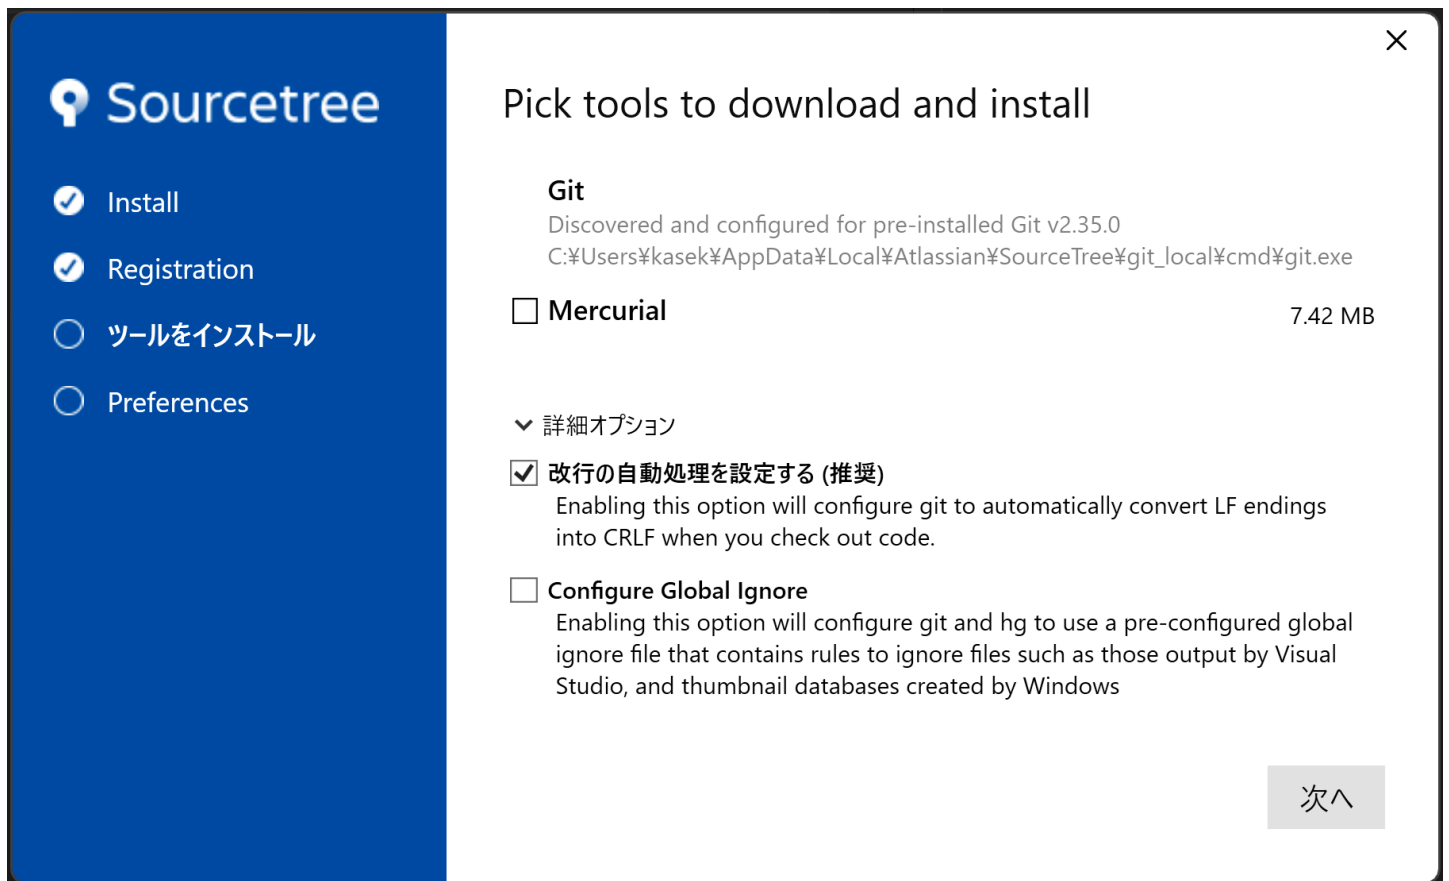 Sourcetree
Install
Registration
ツールをインストール
Preferences
Pick tools to download and install
Git
Discovered and configured for pre-installed Git v2.35.0
C:¥Users¥kasek¥AppData¥Local¥Atlassian¥SourceTree¥git_local¥cmd¥git.exe
Mercurial 7.42 MB
詳細オプション
改行の自動処理を設定する (推奨)
Enabling this option will configure git to automatically convert LF endings
into CRLF when you check out code.
Configure Global Ignore
Enabling this option will configure git and hg to use a pre-configured global
ignore file that contains rules to ignore files such as those output by Visual
Studio, and thumbnail databases created by Windows
次へ